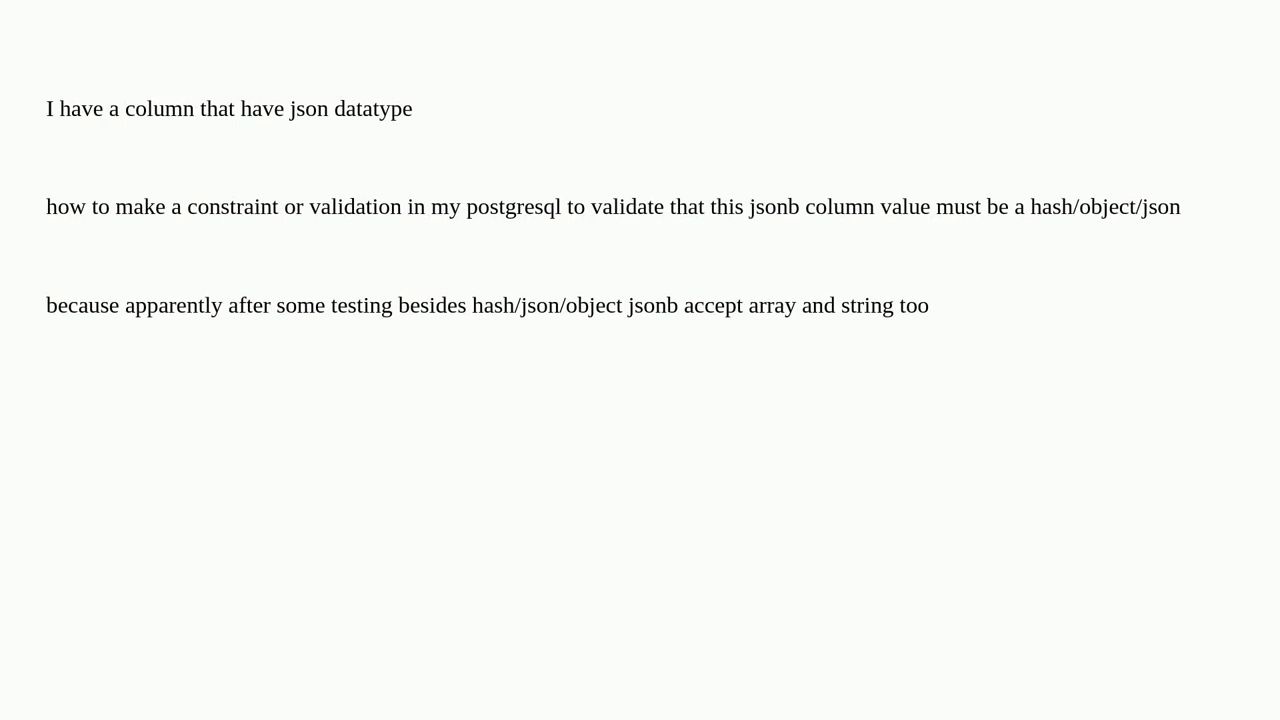 I have a column that have json datatype
how to make a constraint or validation in my postgresql to validate that this jsonb column value must be a hash/object/json
because apparently after some testing besides hash/json/object jsonb accept array and string too